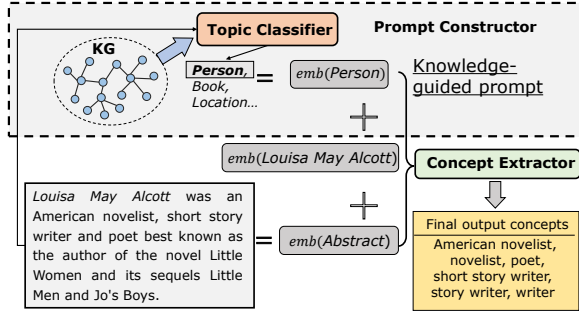 KG
Topic Classifier
Prompt Constructor
Person,
Book,
Location...
=
emb(Person)
Knowledge-
guided prompt
+
emb(Louisa May Alcott)
Concept Extractor
+
Louisa May Alcott was an
American novelist, short story
writer and poet best known as
the author of the novel Little
Women and its sequels Little
Men and Jo's Boys.
=
emb(Abstract)
Final output concepts
American novelist,
novelist, poet,
short story writer,
story writer, writer